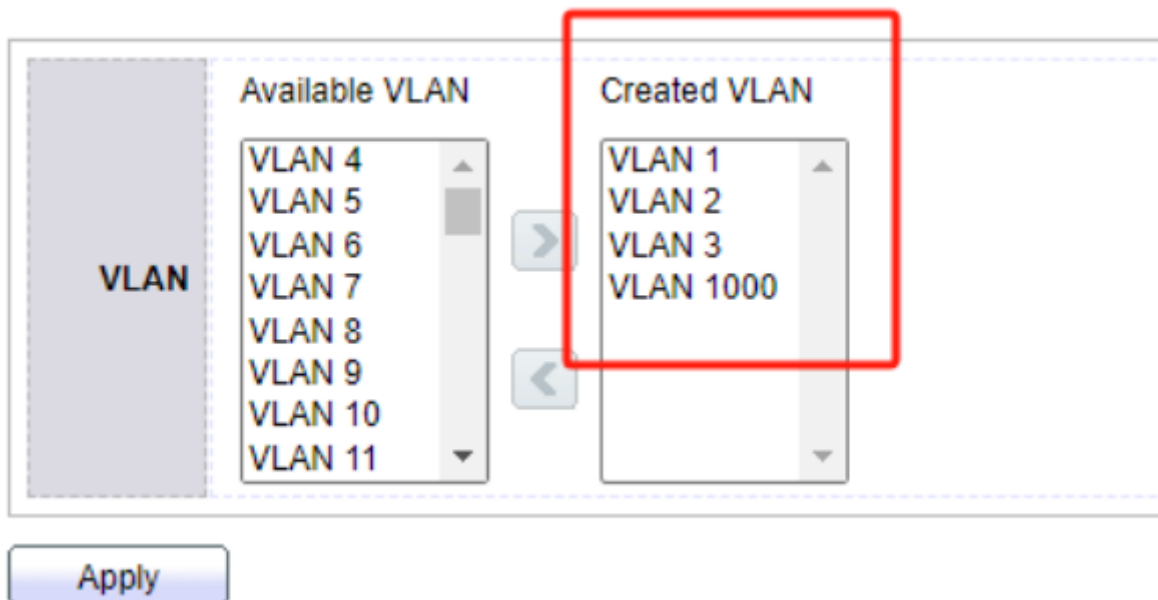 Available VLAN
Created VLAN
VLAN
VLAN 4
VLAN 5
VLAN 6
VLAN 7
VLAN 8
VLAN 9
VLAN 10
VLAN 11
VLAN 1
VLAN 2
VLAN 3
VLAN 1000
Apply